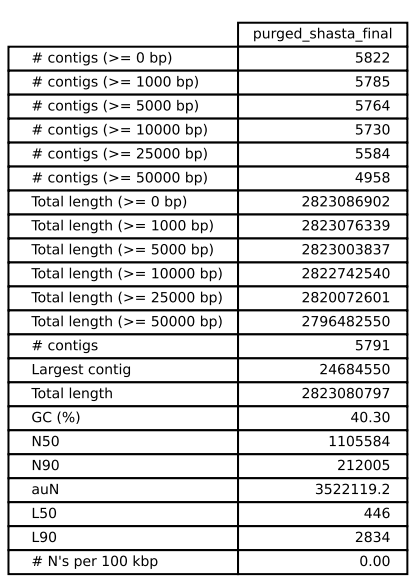 purged_shasta_final
# contigs (>= 0 bp) 5822
# contigs (>= 1000 bp) 5785
# contigs (>= 5000 bp) 5764
# contigs (>= 10000 bp) 5730
# contigs (>= 25000 bp) 5584
# contigs (>= 50000 bp) 4958
Total length (>= 0 bp) 2823086902
Total length (>= 1000 bp) 2823076339
Total length (>= 5000 bp) 2823003837
Total length (>= 10000 bp) 2822742540
Total length (>= 25000 bp) 2820072601
Total length (>= 50000 bp) 2796482550
# contigs 5791
Largest contig 24684550
Total length 2823080797
GC (%) 40.30
N50 1105584
N90 212005
auN 3522119.2
L50 446
L90 2834
# N's per 100 kbp 0.00